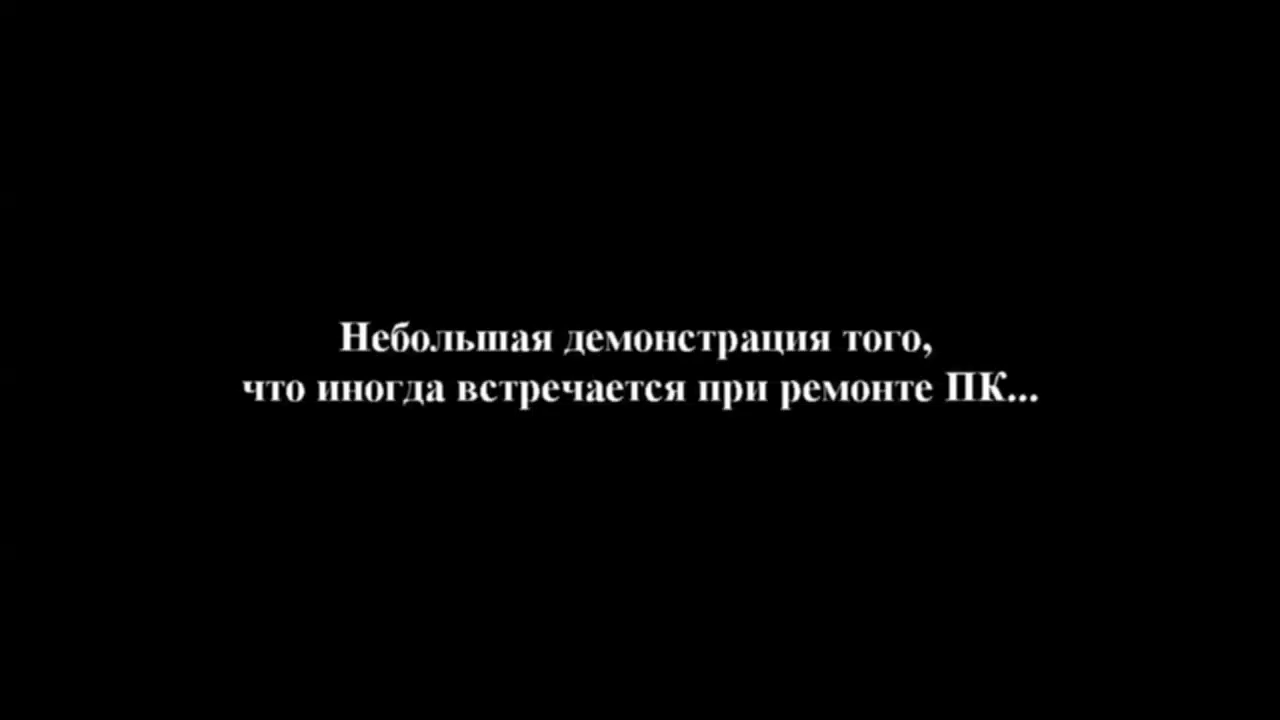 Небольшая демонстрация того,
что иногда встречается при ремонте ПК...